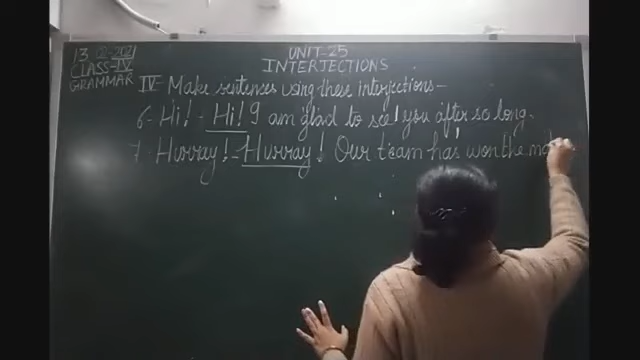 13-02-2021
UNIT-25
CLASS-IV
INTERJECTIONS
GRAMMAR
IV- Make sentences using these interjections-
6- Hi! - Hi! I am glad to see you after so long.
7- Hurray! - Hurray! Our team has won the